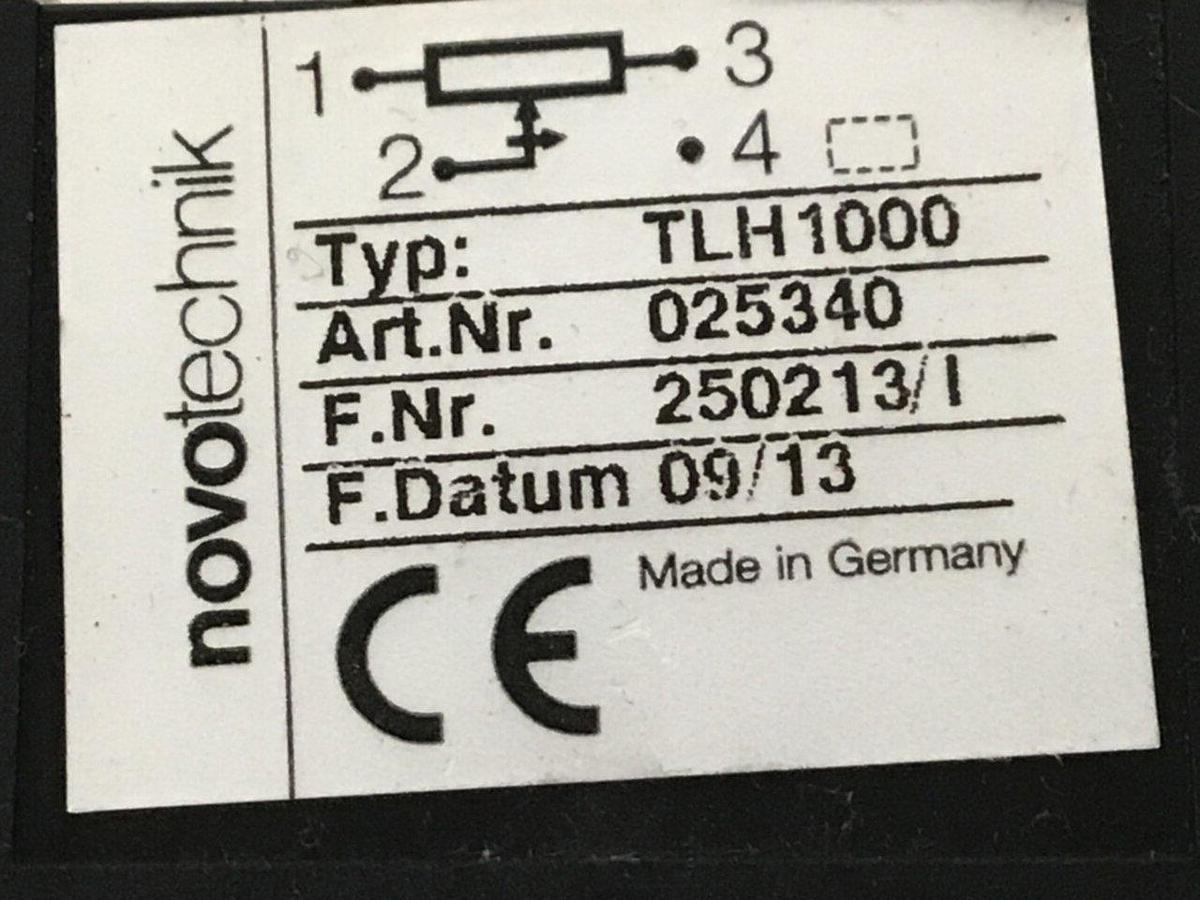 novotechnik
1 3
2 4
Typ: TLH1000
Art.Nr. 025340
F.Nr. 250213/I
F.Datum 09/13
CE Made in Germany